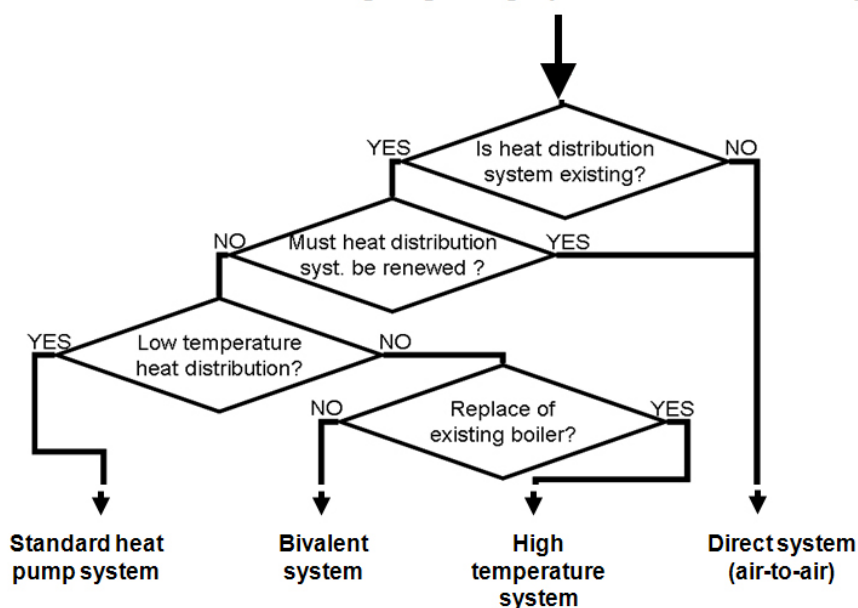 YES
Is heat distribution
system existing?
NO
NO
Must heat distribution
syst. be renewed ?
YES
YES
Low temperature
heat distribution?
NO
NO
Replace of
existing boiler?
YES
Standard heat
pump system
Bivalent
system
High
temperature
system
Direct system
(air-to-air)